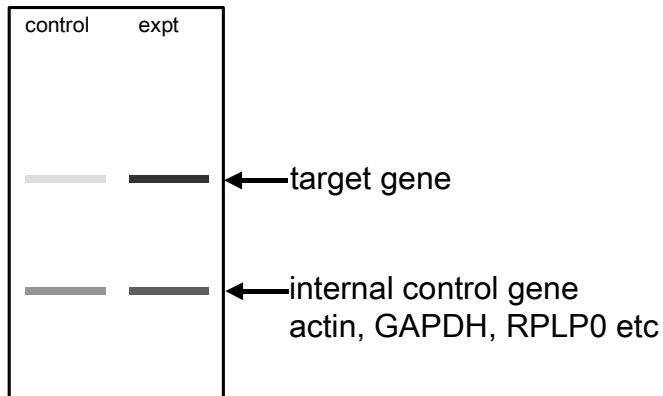 control expt
target gene
internal control gene
actin, GAPDH, RPLP0 etc